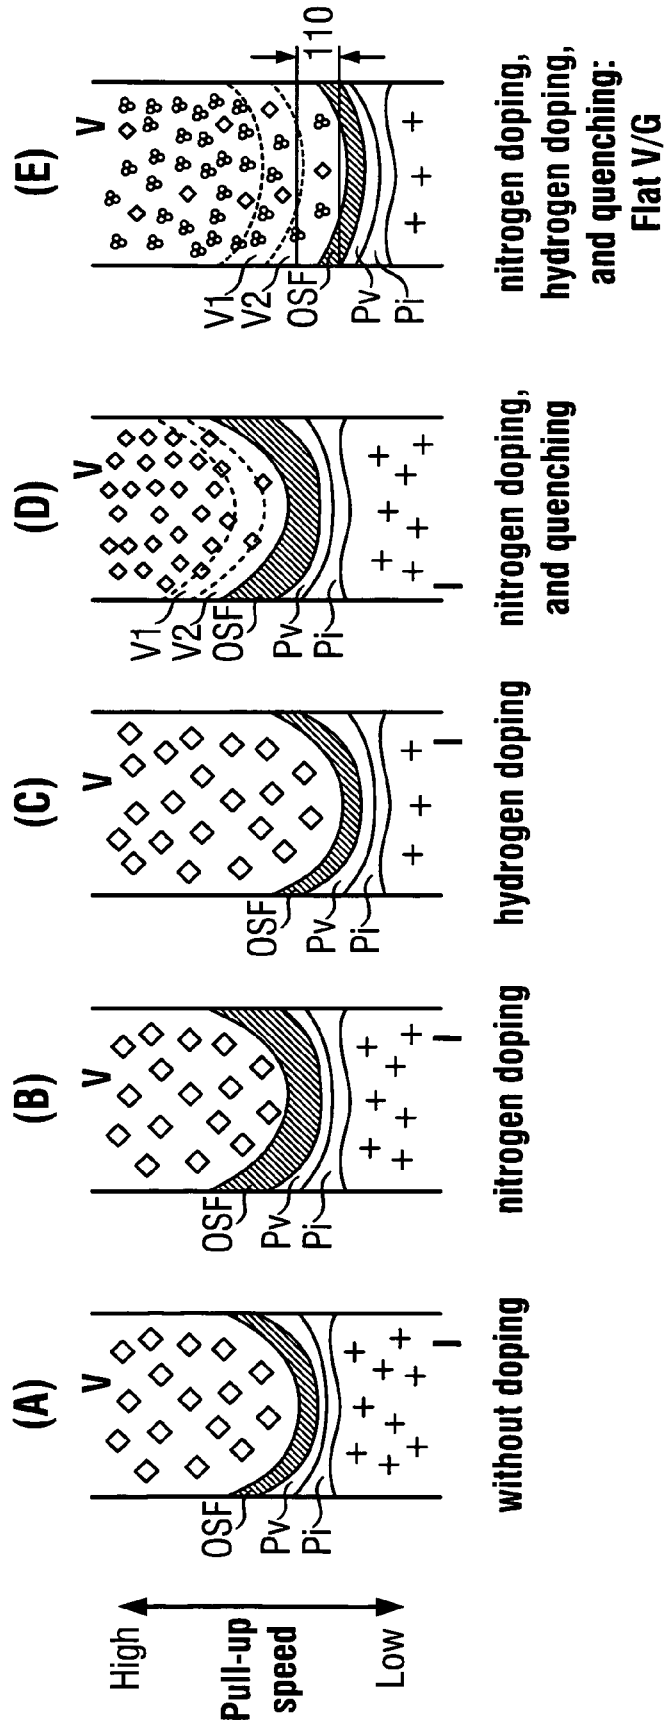 High
Pull-up
speed
Low
(A)
V
OSF
Pv
Pi
I
without doping
(B)
V
OSF
Pv
Pi
I
nitrogen doping
(C)
V
OSF
Pv
Pi
I
hydrogen doping
(D)
V
V1
V2
OSF
Pv
Pi
I
nitrogen doping,
and quenching
(E)
V
110
V1
V2
OSF
Pv
Pi
nitrogen doping,
hydrogen doping,
and quenching:
Flat V/G